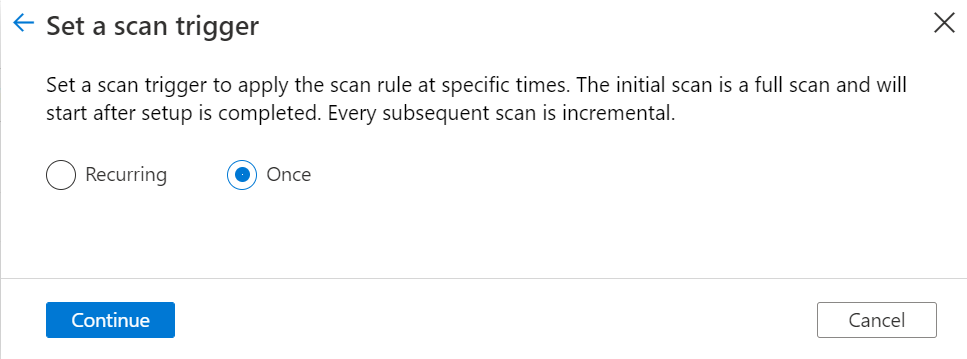 Set a scan trigger
Set a scan trigger to apply the scan rule at specific times. The initial scan is a full scan and will
start after setup is completed. Every subsequent scan is incremental.
Recurring Once
Continue Cancel